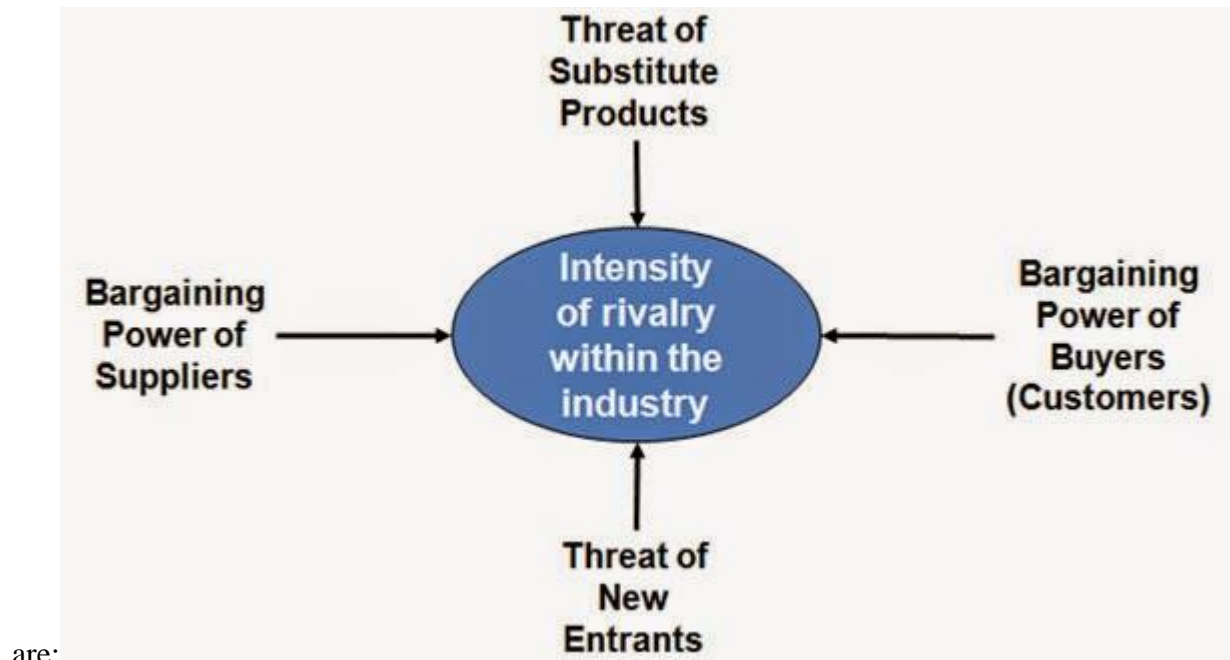 Threat of
Substitute
Products
Intensity
of rivalry
within the
industry
Bargaining
Power of
Suppliers
Bargaining
Power of
Buyers
(Customers)
Threat of
New
Entrants
are: